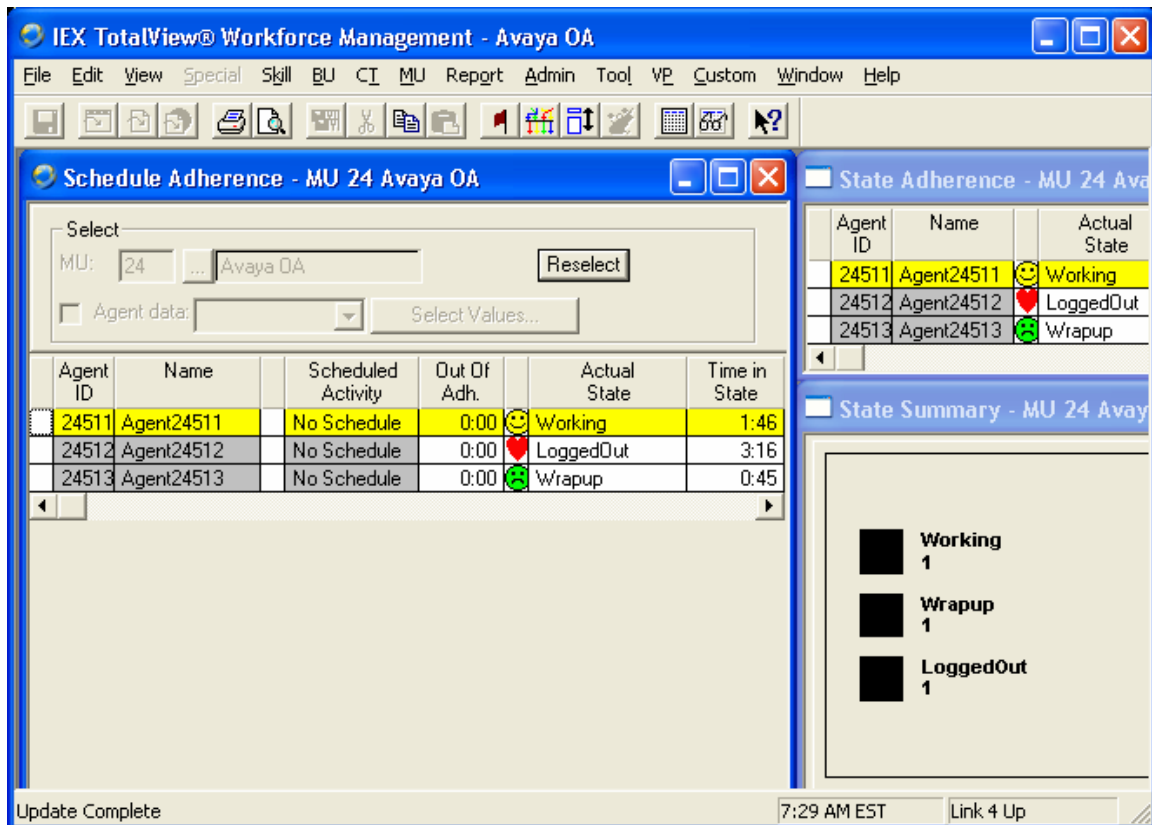 IEX TotalView® Workforce Management - Avaya OA
File Edit View Special Skill BU CT MU Report Admin Tool VP Custom Window Help
Schedule Adherence - MU 24 Avaya OA
Select
MU: 24 ... Avaya OA Reselect
Agent data: Select Values...
Agent ID Name Scheduled Activity Out Of Adh. Actual State Time in State
24511 Agent24511 No Schedule 0:00 Working 1:46
24512 Agent24512 No Schedule 0:00 LoggedOut 3:16
24513 Agent24513 No Schedule 0:00 Wrapup 0:45
State Adherence - MU 24 Ava
Agent ID Name Actual State
24511 Agent24511 Working
24512 Agent24512 LoggedOut
24513 Agent24513 Wrapup
State Summary - MU 24 Avay
Working
1
Wrapup
1
LoggedOut
1
Update Complete 7:29 AM EST Link 4 Up